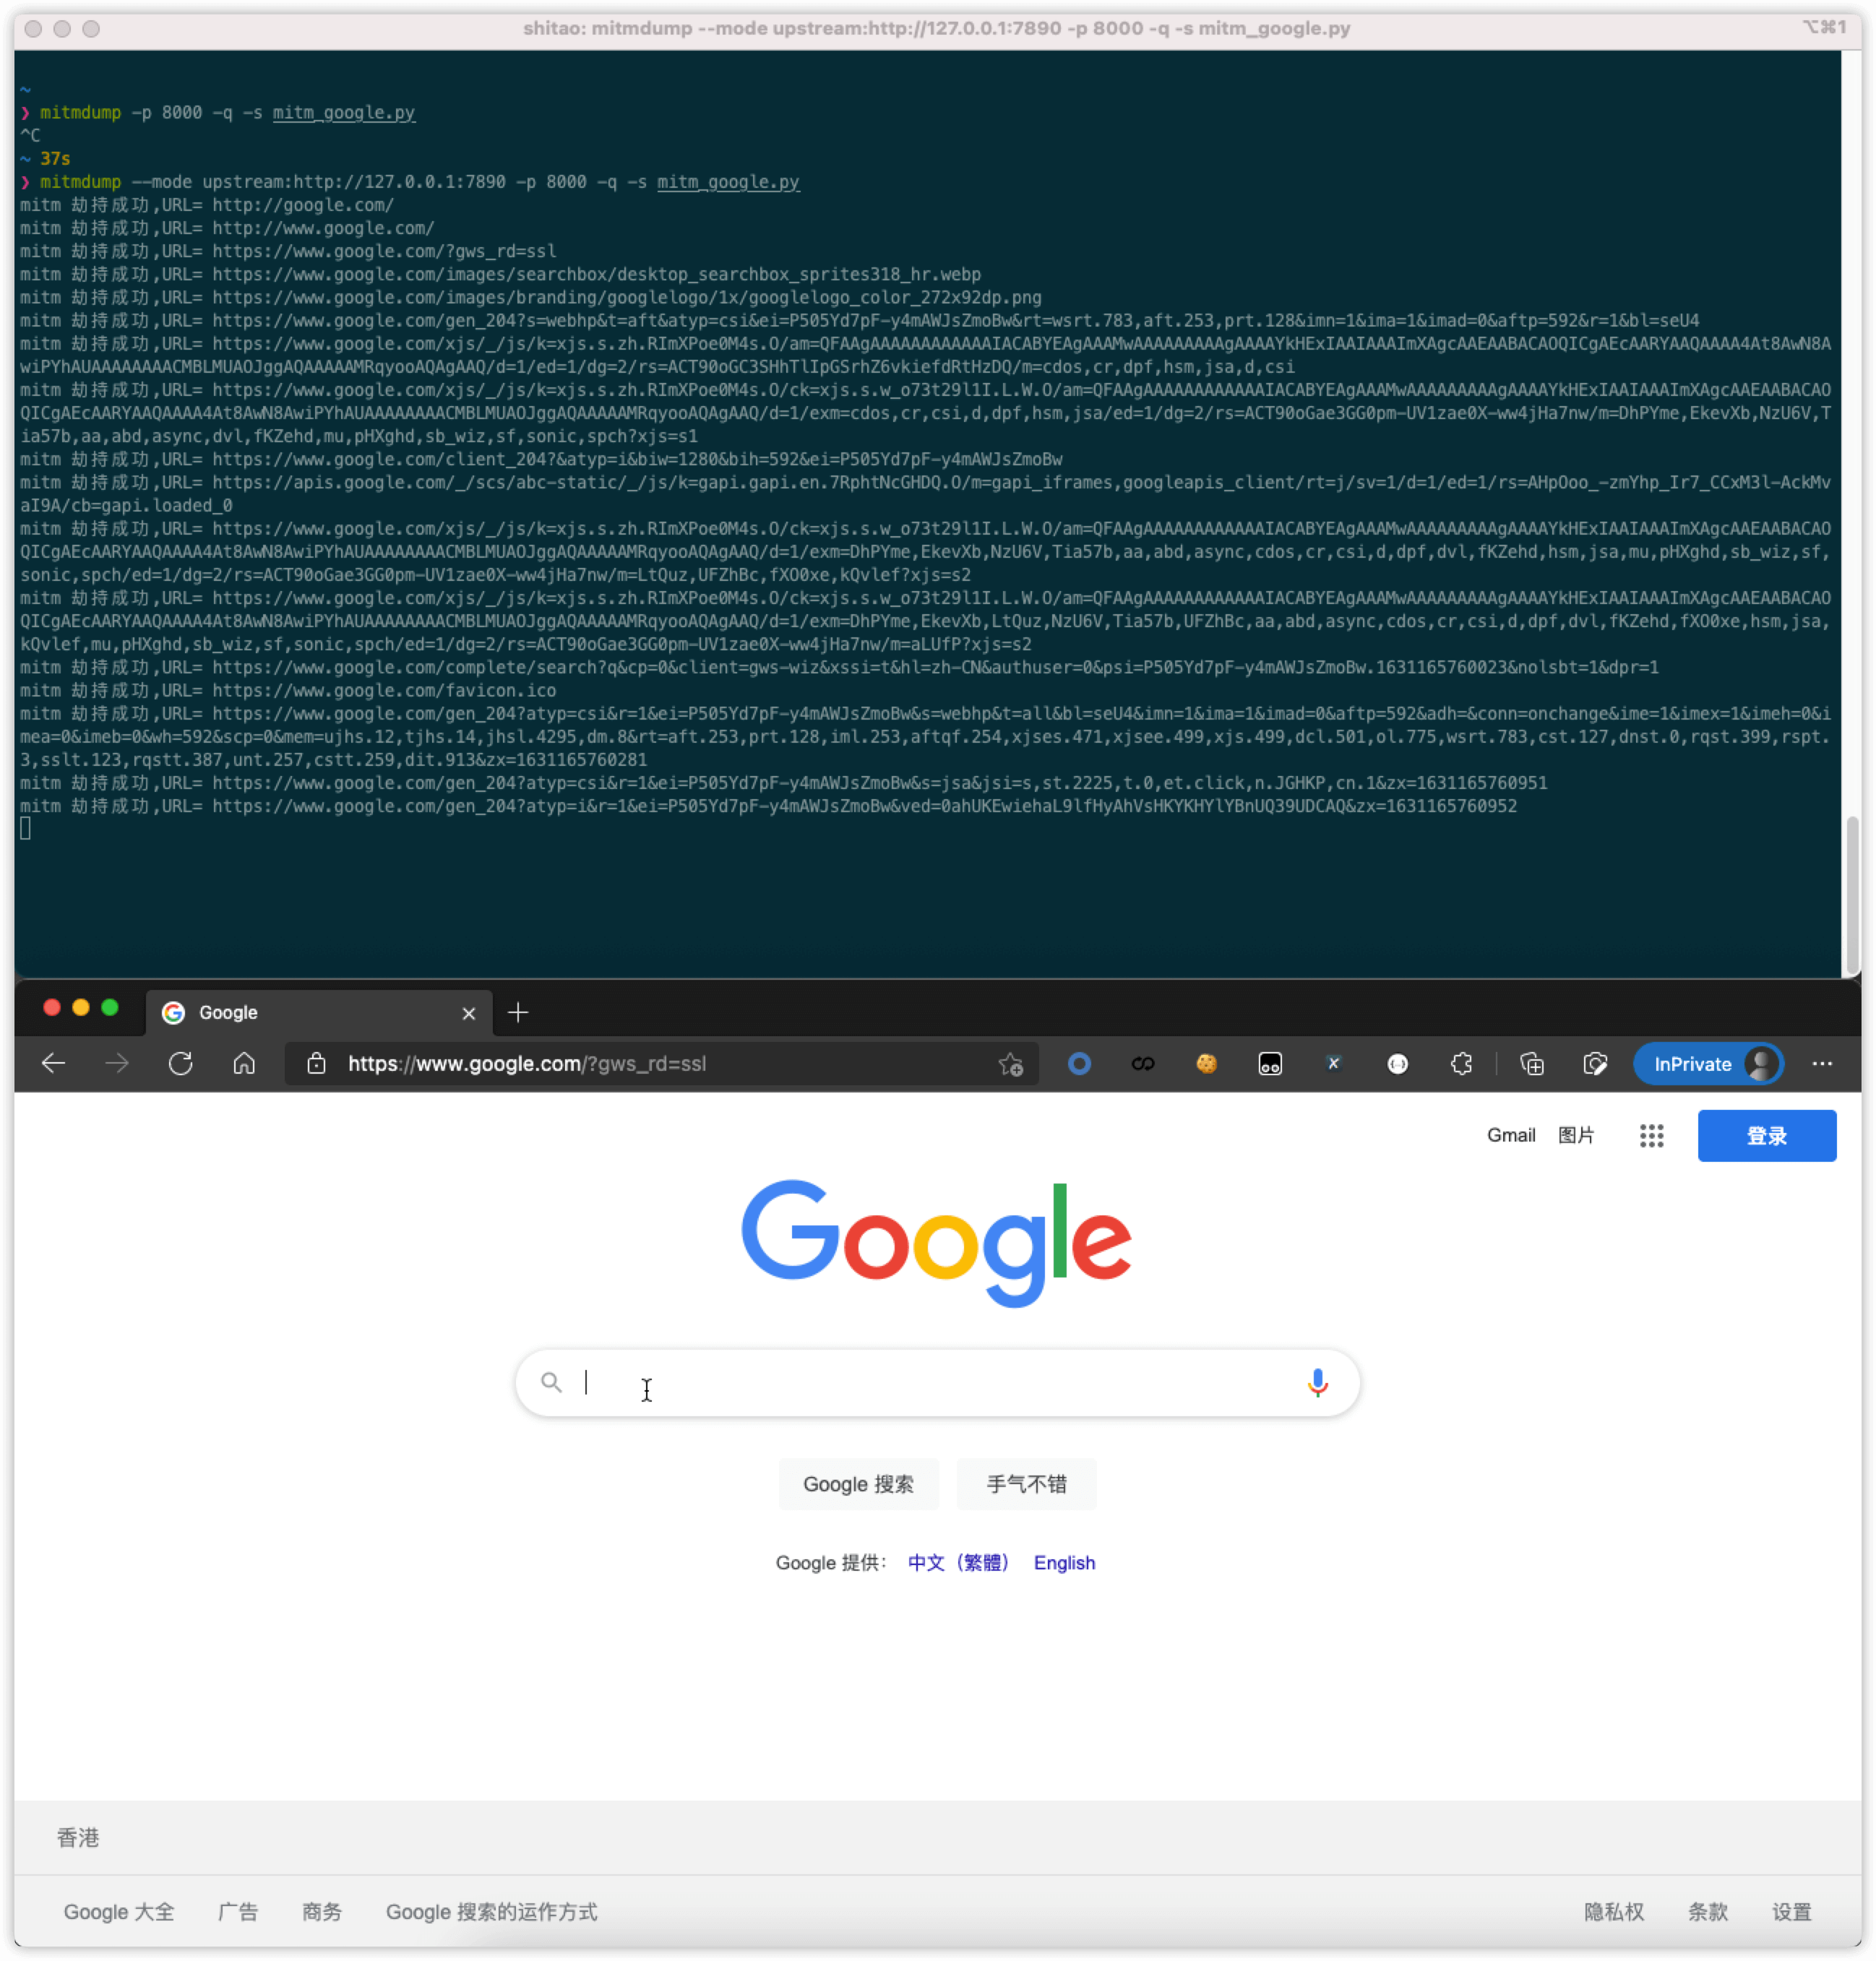 shitao: mitmdump --mode upstream:http://127.0.0.1:7890 -p 8000 -q -s mitm_google.py
⌥⌘1
~
❯ mitmdump -p 8000 -q -s mitm_google.py
^C
~ 37s
❯ mitmdump --mode upstream:http://127.0.0.1:7890 -p 8000 -q -s mitm_google.py
mitm 劫持成功,URL= http://google.com/
mitm 劫持成功,URL= http://www.google.com/
mitm 劫持成功,URL= https://www.google.com/?gws_rd=ssl
mitm 劫持成功,URL= https://www.google.com/images/searchbox/desktop_searchbox_sprites318_hr.webp
mitm 劫持成功,URL= https://www.google.com/images/branding/googlelogo/1x/googlelogo_color_272x92dp.png
mitm 劫持成功,URL= https://www.google.com/gen_204?s=webhp&t=aft&atyp=csi&ei=P505Yd7pF-y4mAWJsZmoBw&rt=wsrt.783,aft.253,prt.128&imn=1&ima=1&imad=0&aftp=592&r=1&bl=seU4
mitm 劫持成功,URL= https://www.google.com/xjs/_/js/k=xjs.s.zh.RImXPoe0M4s.O/am=QFAAgAAAAAAAAAAAAIACABYEAgAAAMwAAAAAAAAAgAAAAYkHExIAAIAAAImXAgcAAEAABACAOQICgAEcAARYAAQAAAA4At8AwN8A
wiPYhAUAAAAAAAACMBLMUAOJggAQAAAAAMRqyooAQAgAAQ/d=1/ed=1/dg=2/rs=ACT90oGC3SHhTlIpGSrhZ6vkiefdRtHzDQ/m=cdos,cr,dpf,hsm,jsa,d,csi
mitm 劫持成功,URL= https://www.google.com/xjs/_/js/k=xjs.s.zh.RImXPoe0M4s.O/ck=xjs.s.w_o73t29l1I.L.W.O/am=QFAAgAAAAAAAAAAAAIACABYEAgAAAMwAAAAAAAAAgAAAAYkHExIAAIAAAImXAgcAAEAABACAO
QICgAEcAARYAAQAAAA4At8AwN8AwiPYhAUAAAAAAAACMBLMUAOJggAQAAAAAMRqyooAQAgAAQ/d=1/exm=cdos,cr,csi,d,dpf,hsm,jsa/ed=1/dg=2/rs=ACT90oGae3GG0pm-UV1zae0X-ww4jHa7nw/m=DhPYme,EkevXb,NzU6V,T
ia57b,aa,abd,async,dvl,fKZehd,mu,pHXghd,sb_wiz,sf,sonic,spch?xjs=s1
mitm 劫持成功,URL= https://www.google.com/client_204?&atyp=i&biw=1280&bih=592&ei=P505Yd7pF-y4mAWJsZmoBw
mitm 劫持成功,URL= https://apis.google.com/_/scs/abc-static/_/js/k=gapi.gapi.en.7RphtNcGHDQ.O/m=gapi_iframes,googleapis_client/rt=j/sv=1/d=1/ed=1/rs=AHpOoo_-zmYhp_Ir7_CCxM3l-AckMv
aI9A/cb=gapi.loaded_0
mitm 劫持成功,URL= https://www.google.com/xjs/_/js/k=xjs.s.zh.RImXPoe0M4s.O/ck=xjs.s.w_o73t29l1I.L.W.O/am=QFAAgAAAAAAAAAAAAIACABYEAgAAAMwAAAAAAAAAgAAAAYkHExIAAIAAAImXAgcAAEAABACAO
QICgAEcAARYAAQAAAA4At8AwN8AwiPYhAUAAAAAAAACMBLMUAOJggAQAAAAAMRqyooAQAgAAQ/d=1/exm=DhPYme,EkevXb,NzU6V,Tia57b,aa,abd,async,cdos,cr,csi,d,dpf,dvl,fKZehd,hsm,jsa,mu,pHXghd,sb_wiz,sf,
sonic,spch/ed=1/dg=2/rs=ACT90oGae3GG0pm-UV1zae0X-ww4jHa7nw/m=LtQuz,UFZhBc,fXO0xe,kQvlef?xjs=s2
mitm 劫持成功,URL= https://www.google.com/xjs/_/js/k=xjs.s.zh.RImXPoe0M4s.O/ck=xjs.s.w_o73t29l1I.L.W.O/am=QFAAgAAAAAAAAAAAAIACABYEAgAAAMwAAAAAAAAAgAAAAYkHExIAAIAAAImXAgcAAEAABACAO
QICgAEcAARYAAQAAAA4At8AwN8AwiPYhAUAAAAAAAACMBLMUAOJggAQAAAAAMRqyooAQAgAAQ/d=1/exm=DhPYme,EkevXb,LtQuz,NzU6V,Tia57b,UFZhBc,aa,abd,async,cdos,cr,csi,d,dpf,dvl,fKZehd,fXO0xe,hsm,jsa,
kQvlef,mu,pHXghd,sb_wiz,sf,sonic,spch/ed=1/dg=2/rs=ACT90oGae3GG0pm-UV1zae0X-ww4jHa7nw/m=aLUfP?xjs=s2
mitm 劫持成功,URL= https://www.google.com/complete/search?q&cp=0&client=gws-wiz&xssi=t&hl=zh-CN&authuser=0&psi=P505Yd7pF-y4mAWJsZmoBw.1631165760023&nolsbt=1&dpr=1
mitm 劫持成功,URL= https://www.google.com/favicon.ico
mitm 劫持成功,URL= https://www.google.com/gen_204?atyp=csi&r=1&ei=P505Yd7pF-y4mAWJsZmoBw&s=webhp&t=all&bl=seU4&imn=1&ima=1&imad=0&aftp=592&adh=&conn=onchange&ime=1&imex=1&imeh=0&i
mea=0&imeb=0&wh=592&scp=0&mem=ujhs.12,tjhs.14,jhsl.4295,dm.8&rt=aft.253,prt.128,iml.253,aftqf.254,xjses.471,xjsee.499,xjs.499,dcl.501,ol.775,wsrt.783,cst.127,dnst.0,rqst.399,rspt.
3,sslt.123,rqstt.387,unt.257,cstt.259,dit.913&zx=1631165760281
mitm 劫持成功,URL= https://www.google.com/gen_204?atyp=csi&r=1&ei=P505Yd7pF-y4mAWJsZmoBw&s=jsa&jsi=s,st.2225,t.0,et.click,n.JGHKP,cn.1&zx=1631165760951
mitm 劫持成功,URL= https://www.google.com/gen_204?atyp=i&r=1&ei=P505Yd7pF-y4mAWJsZmoBw&ved=0ahUKEwiehaL9lfHyAhVsHKYKHYlYBnUQ39UDCAQ&zx=1631165760952
Google
https://www.google.com/?gws_rd=ssl
InPrivate
Gmail 图片
登录
Google
Google 搜索 手气不错
Google 提供： 中文（繁體） English
香港
Google 大全 广告 商务 Google 搜索的运作方式 隐私权 条款 设置